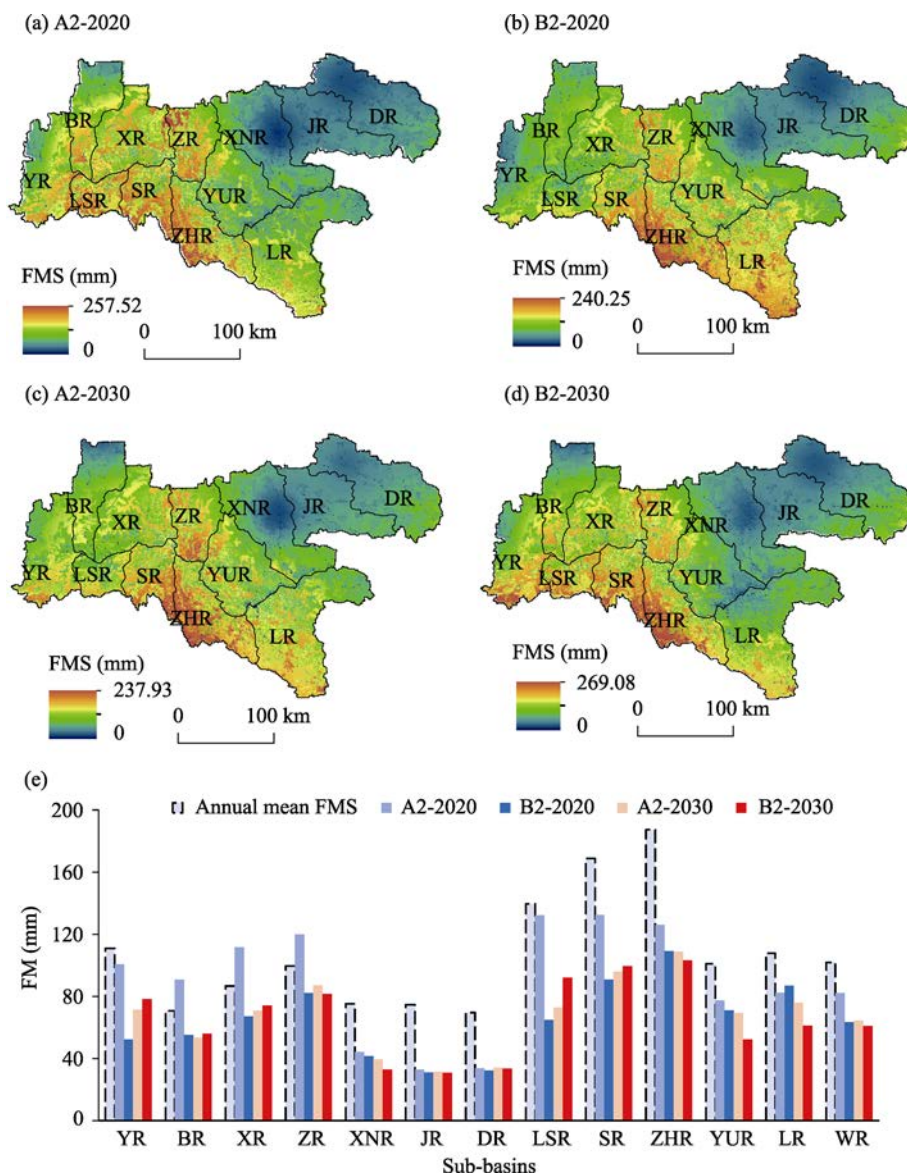 (a) A2-2020
BR
XR
ZR
XNR
JR
DR
YR
LSR
SR
YUR
ZHR
LR
FMS (mm)
257.52
0
0
100 km
(b) B2-2020
BR
XR
ZR
XNR
JR
DR
YR
LSR
SR
YUR
ZHR
LR
FMS (mm)
240.25
0
0
100 km
(c) A2-2030
BR
XR
ZR
XNR
JR
DR
YR
LSR
SR
YUR
ZHR
LR
FMS (mm)
237.93
0
0
100 km
(d) B2-2030
BR
XR
ZR
XNR
JR
DR
YR
LSR
SR
YUR
ZHR
LR
FMS (mm)
269.08
0
0
100 km
(e)
Annual mean FMS A2-2020 B2-2020 A2-2030 B2-2030
FM (mm)
200
160
120
80
40
0
YR BR XR ZR XNR JR DR LSR SR ZHR YUR LR WR
Sub-basins